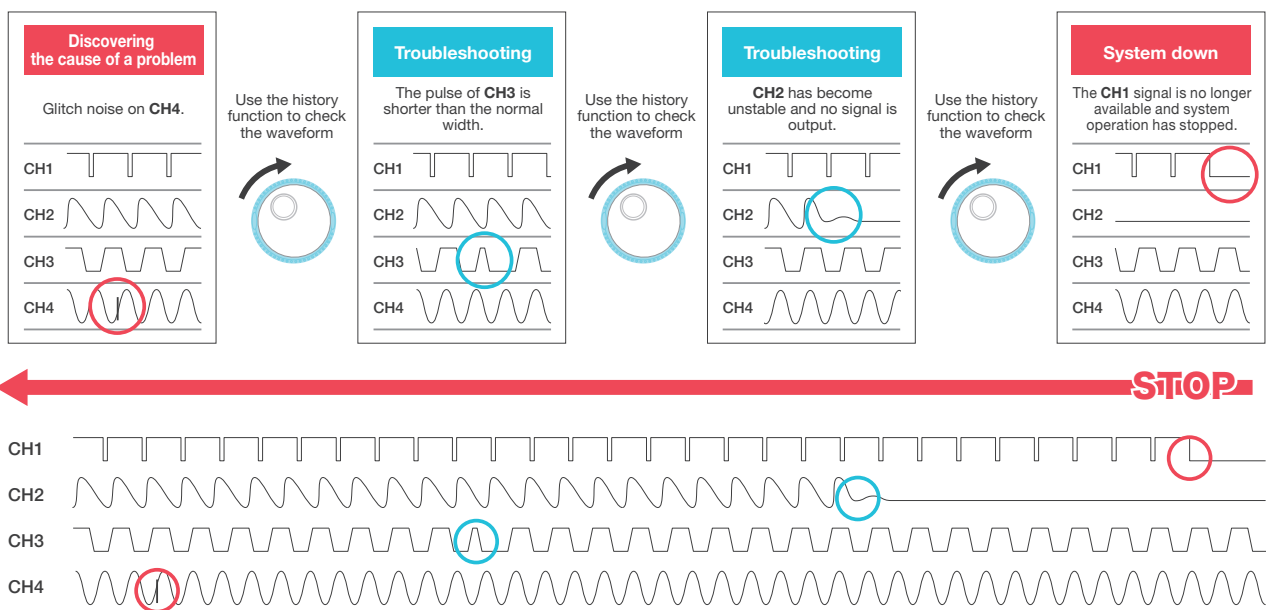 Discovering
the cause of a problem
Glitch noise on CH4.
CH1
CH2
CH3
CH4
Use the history
function to check
the waveform
Troubleshooting
The pulse of CH3 is
shorter than the normal
width.
CH1
CH2
CH3
CH4
Use the history
function to check
the waveform
Troubleshooting
CH2 has become
unstable and no signal is
output.
CH1
CH2
CH3
CH4
Use the history
function to check
the waveform
System down
The CH1 signal is no longer
available and system
operation has stopped.
CH1
CH2
CH3
CH4
STOP
CH1
CH2
CH3
CH4